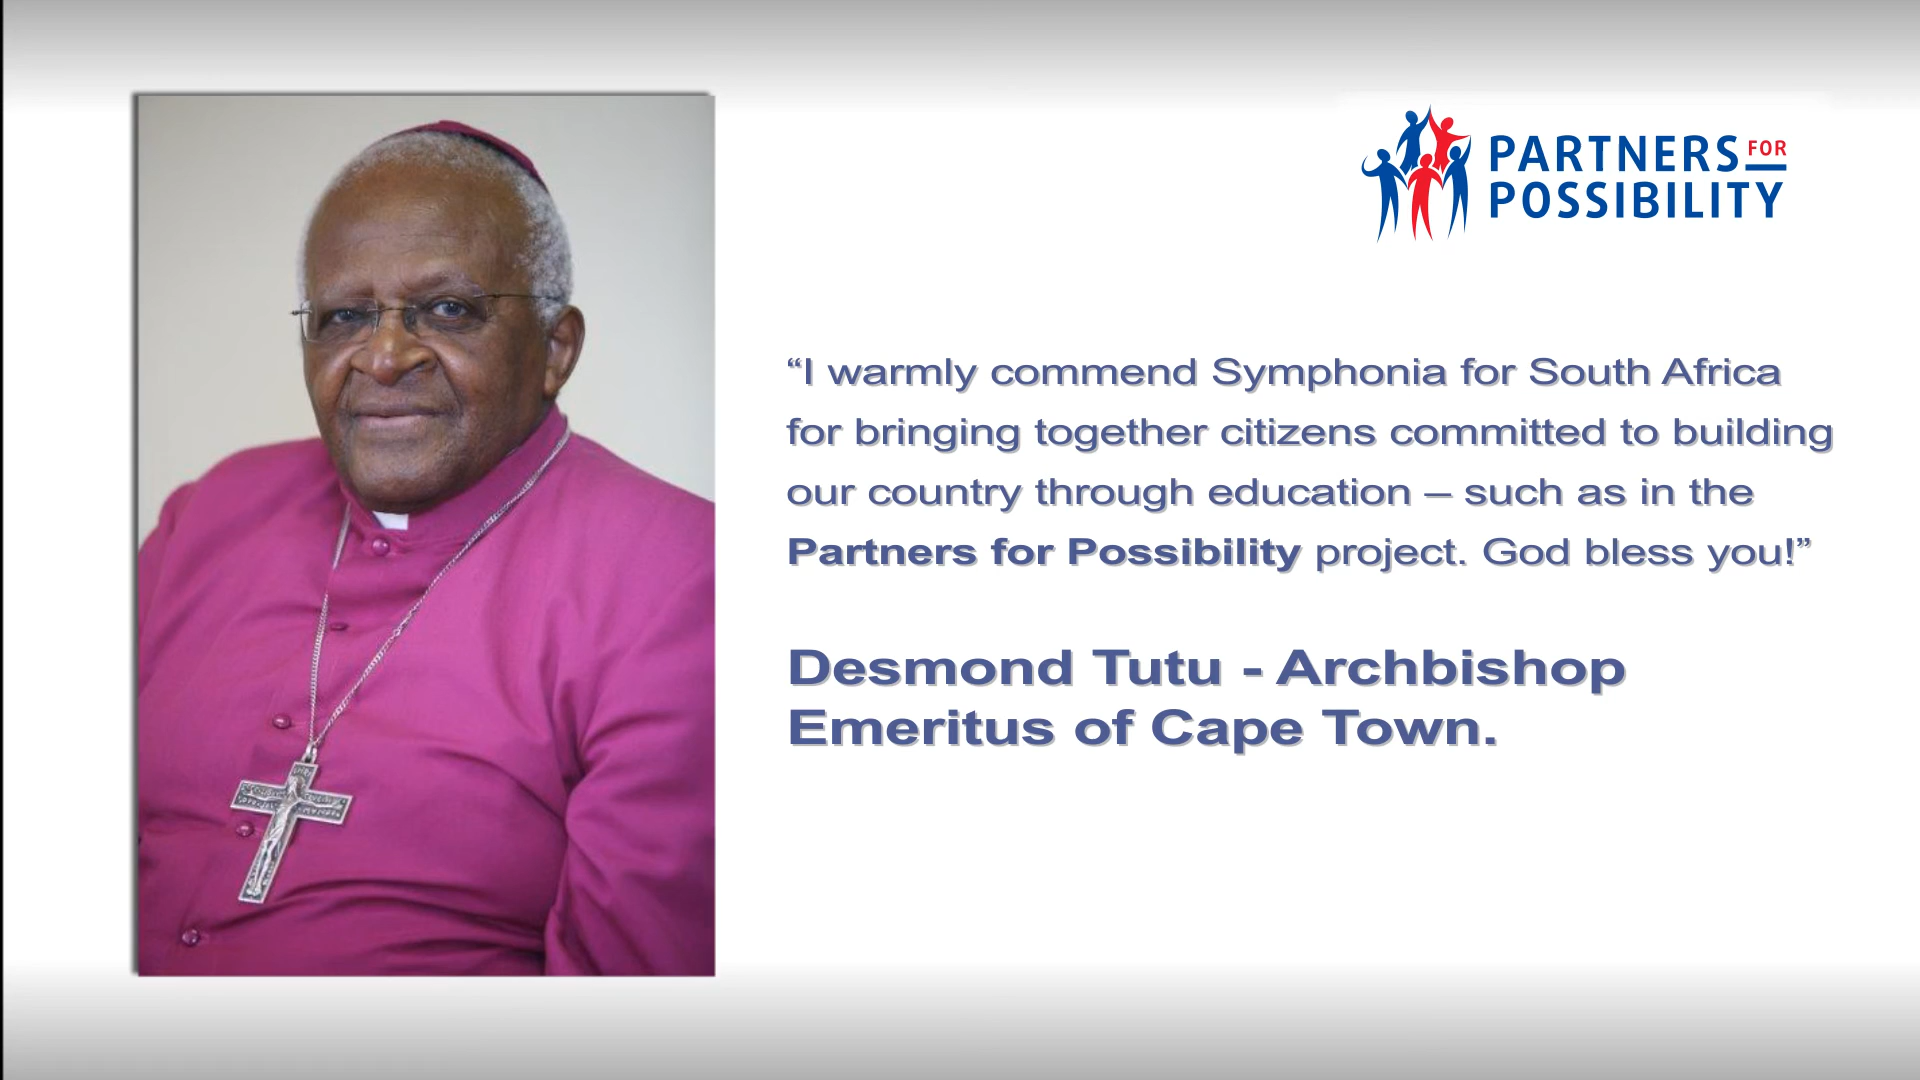 PARTNERS FOR
POSSIBILITY
“I warmly commend Symphonia for South Africa
for bringing together citizens committed to building
our country through education – such as in the
Partners for Possibility project. God bless you!”
Desmond Tutu - Archbishop
Emeritus of Cape Town.